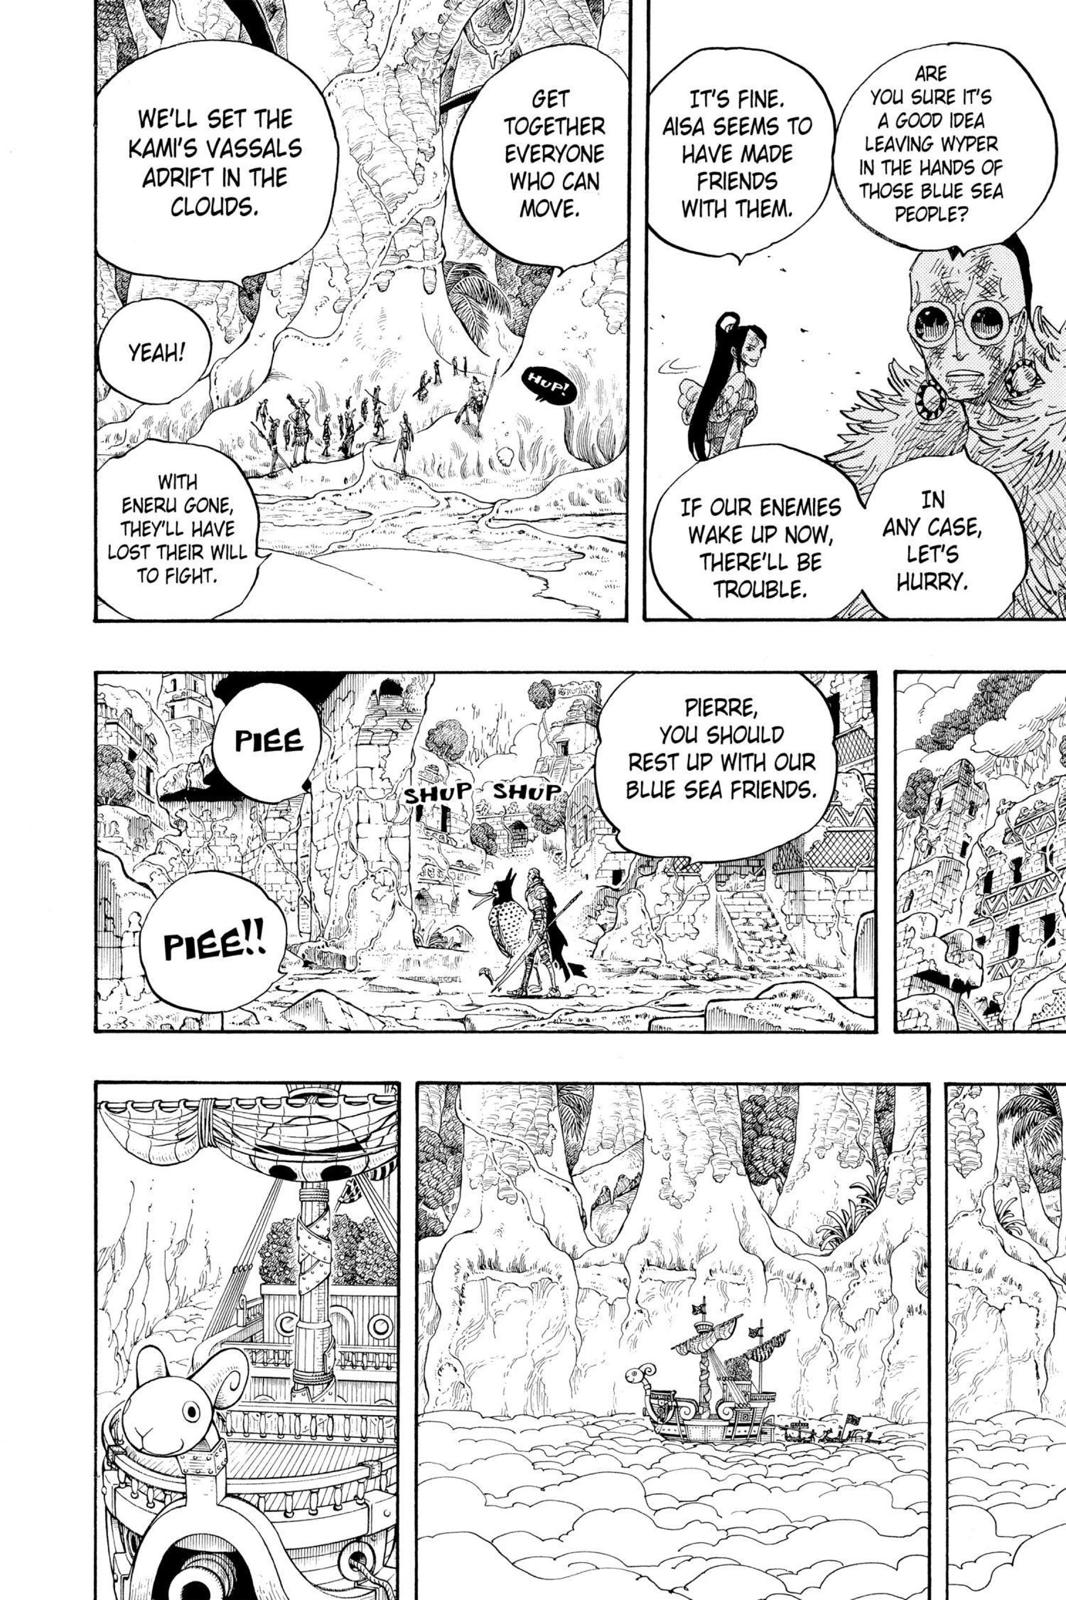 ARE
YOU SURE IT'S
A GOOD IDEA
LEAVING WYPER
IN THE HANDS OF
THOSE BLUE SEA
PEOPLE?
IT'S FINE.
AISA SEEMS TO
HAVE MADE
FRIENDS
WITH THEM.
IN
ANY CASE,
LET'S
HURRY.
IF OUR ENEMIES
WAKE UP NOW,
THERE'LL BE
TROUBLE.
GET
TOGETHER
EVERYONE
WHO CAN
MOVE.
WE'LL SET THE
KAMI'S VASSALS
ADRIFT IN THE
CLOUDS.
HUP!
YEAH!
WITH
ENERU GONE,
THEY'LL HAVE
LOST THEIR WILL
TO FIGHT.
PIERRE,
YOU SHOULD
REST UP WITH OUR
BLUE SEA FRIENDS.
SHUP SHUP
PIEE
PIEE!!